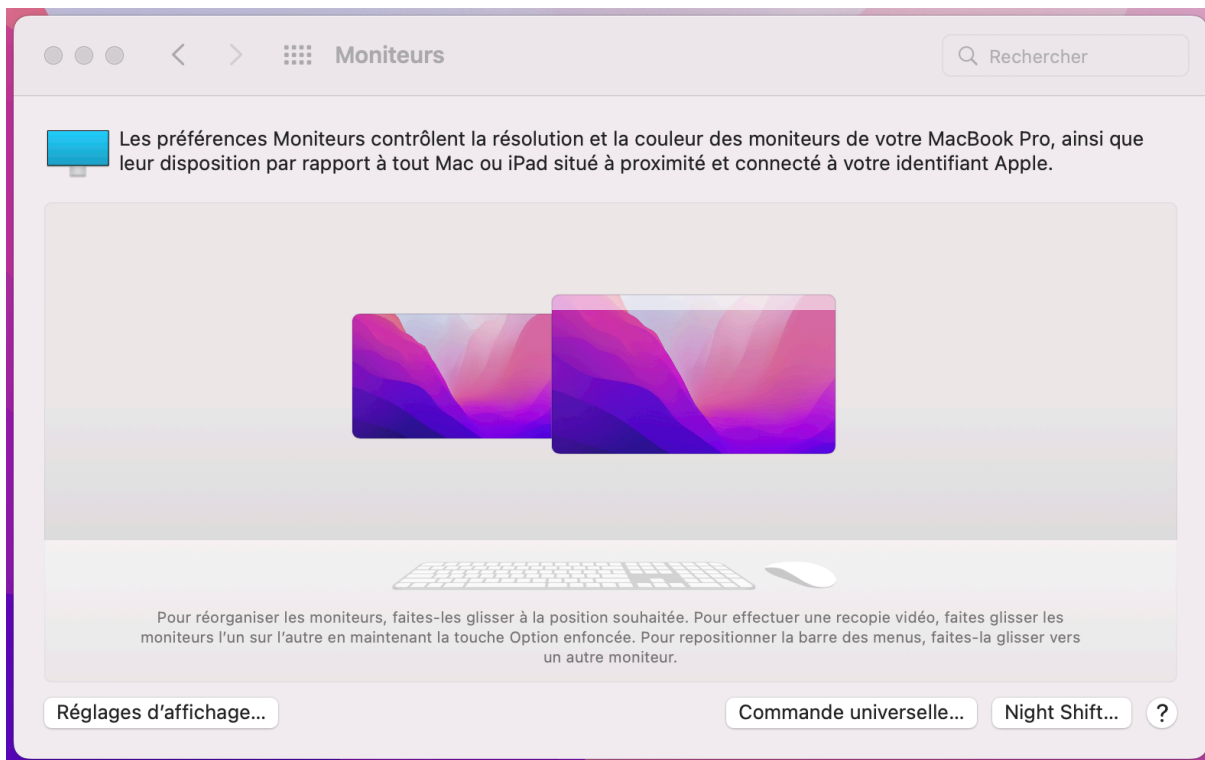 Moniteurs
Rechercher
Les préférences Moniteurs contrôlent la résolution et la couleur des moniteurs de votre MacBook Pro, ainsi que
leur disposition par rapport à tout Mac ou iPad situé à proximité et connecté à votre identifiant Apple.
Pour réorganiser les moniteurs, faites-les glisser à la position souhaitée. Pour effectuer une recopie vidéo, faites glisser les
moniteurs l’un sur l’autre en maintenant la touche Option enfoncée. Pour repositionner la barre des menus, faites-la glisser vers
un autre moniteur.
Réglages d’affichage...
Commande universelle...
Night Shift...
?